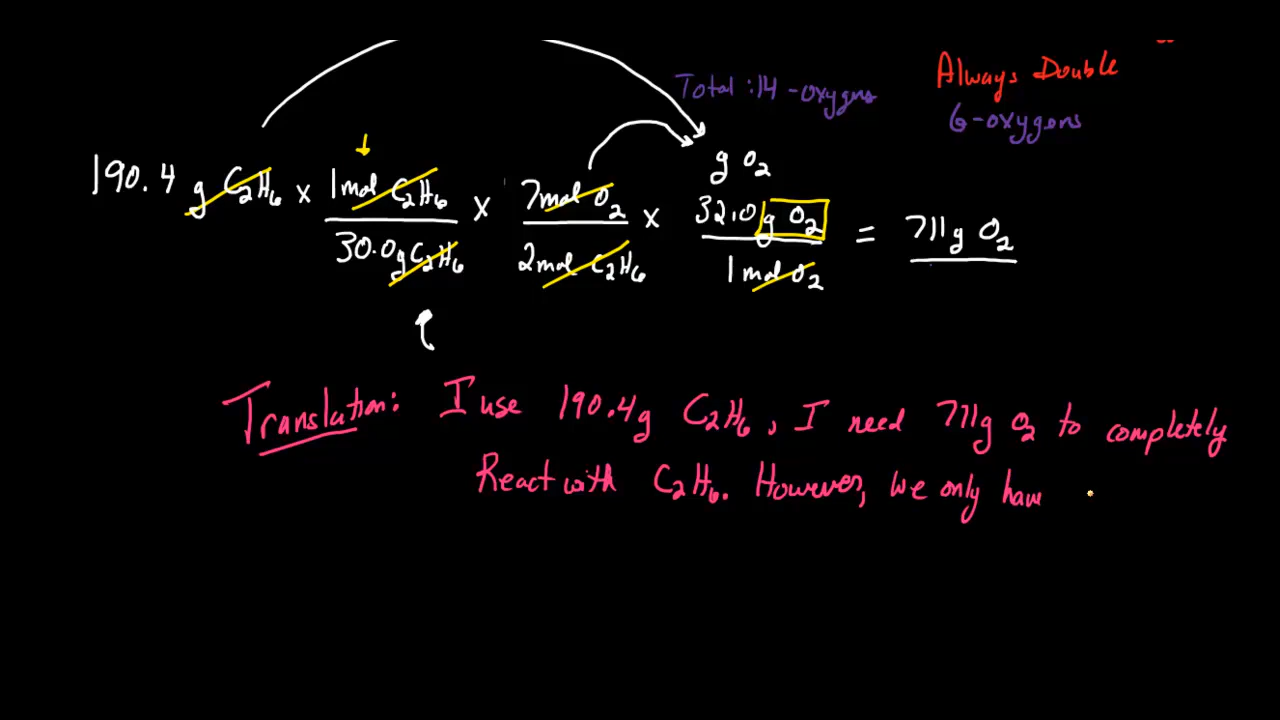 Always Double
Total : 14 - oxygens
6 - oxygens
g O₂
190.4 g C₂H₆ × 1 mol C₂H₆ / 30.0 g C₂H₆ × 7 mol O₂ / 2 mol C₂H₆ × 32.0 g O₂ / 1 mol O₂ = 711 g O₂
Translation: I use 190.4g C₂H₆, I need 711g O₂ to completely
React with C₂H₆. However, we only have